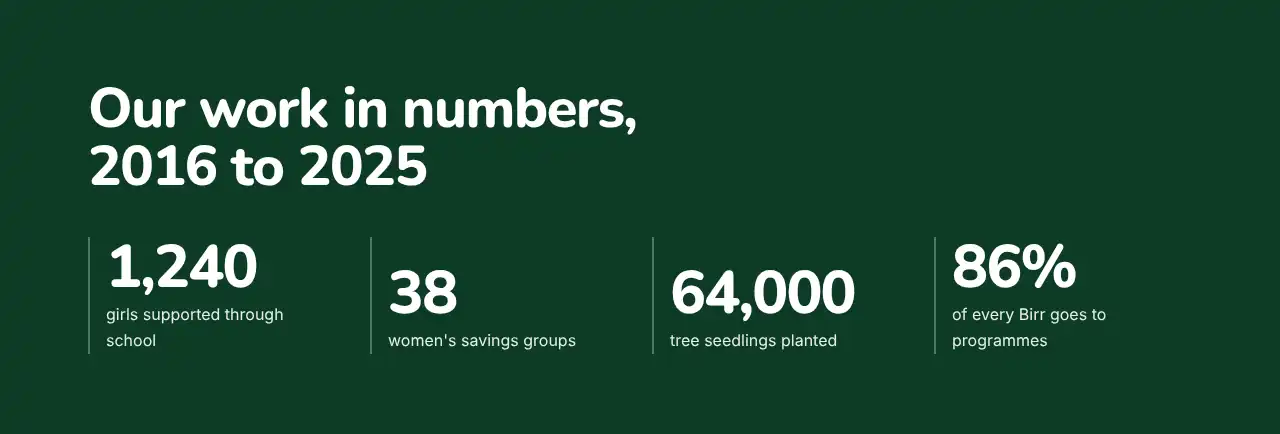 Our work in numbers,
2016 to 2025
1,240
girls supported through
school
38
women's savings groups
64,000
tree seedlings planted
86%
of every Birr goes to
programmes